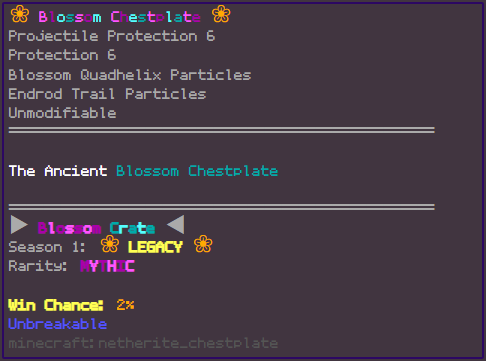 ❀ Blossom Chestplate ❀
Projectile Protection 6
Protection 6
Blossom Quadhelix Particles
Endrod Trail Particles
Unmodifiable
The Ancient Blossom Chestplate
▶ Blossom Crate ◀
Season 1: ❀ LEGACY ❀
Rarity: MYTHIC
Win Chance: 2%
Unbreakable
minecraft:netherite_chestplate